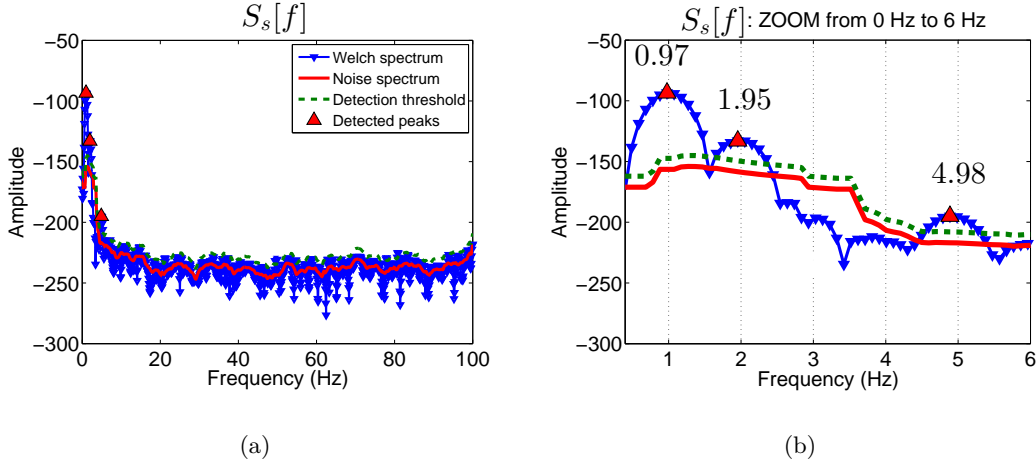 S_s[f]
−50
−100
−150
−200
−250
−300
Amplitude
Welch spectrum
Noise spectrum
Detection threshold
Detected peaks
0 20 40 60 80 100
Frequency (Hz)
(a)
S_s[f]: ZOOM from 0 Hz to 6 Hz
−50
−100
−150
−200
−250
−300
Amplitude
0.97
1.95
4.98
1 2 3 4 5 6
Frequency (Hz)
(b)